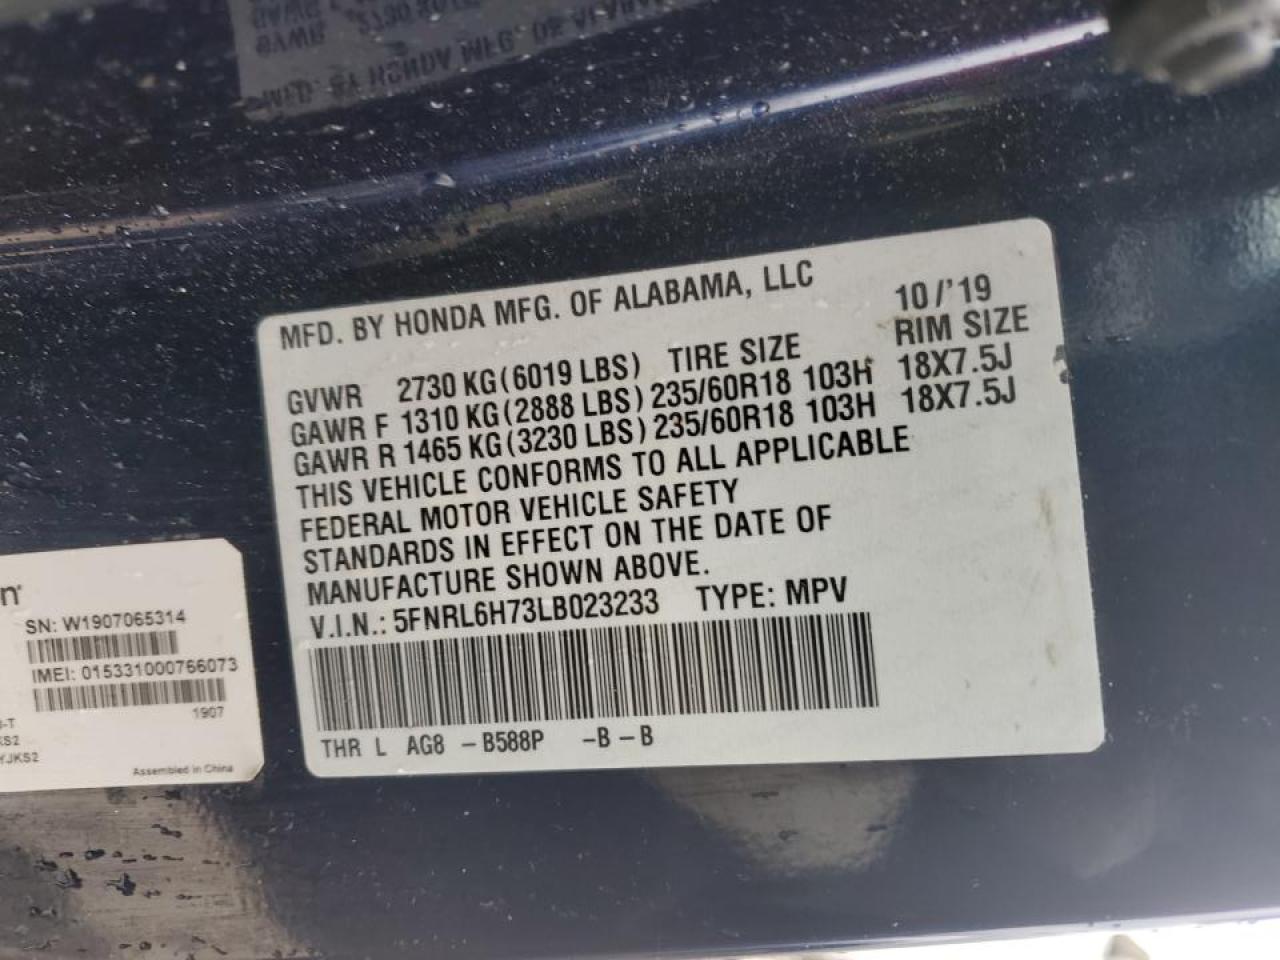 MFD. BY HONDA MFG. OF ALABAMA, LLC 10/'19
GVWR 2730 KG(6019 LBS) TIRE SIZE RIM SIZE
GAWR F 1310 KG(2888 LBS) 235/60R18 103H 18X7.5J
GAWR R 1465 KG(3230 LBS) 235/60R18 103H 18X7.5J
THIS VEHICLE CONFORMS TO ALL APPLICABLE
FEDERAL MOTOR VEHICLE SAFETY
STANDARDS IN EFFECT ON THE DATE OF
MANUFACTURE SHOWN ABOVE.
V.I.N.: 5FNRL6H73LB023233 TYPE: MPV
THR L AG8 -B588P -B-B
SN: W1907065314
IMEI: 015331000766073
1907
Assembled in China